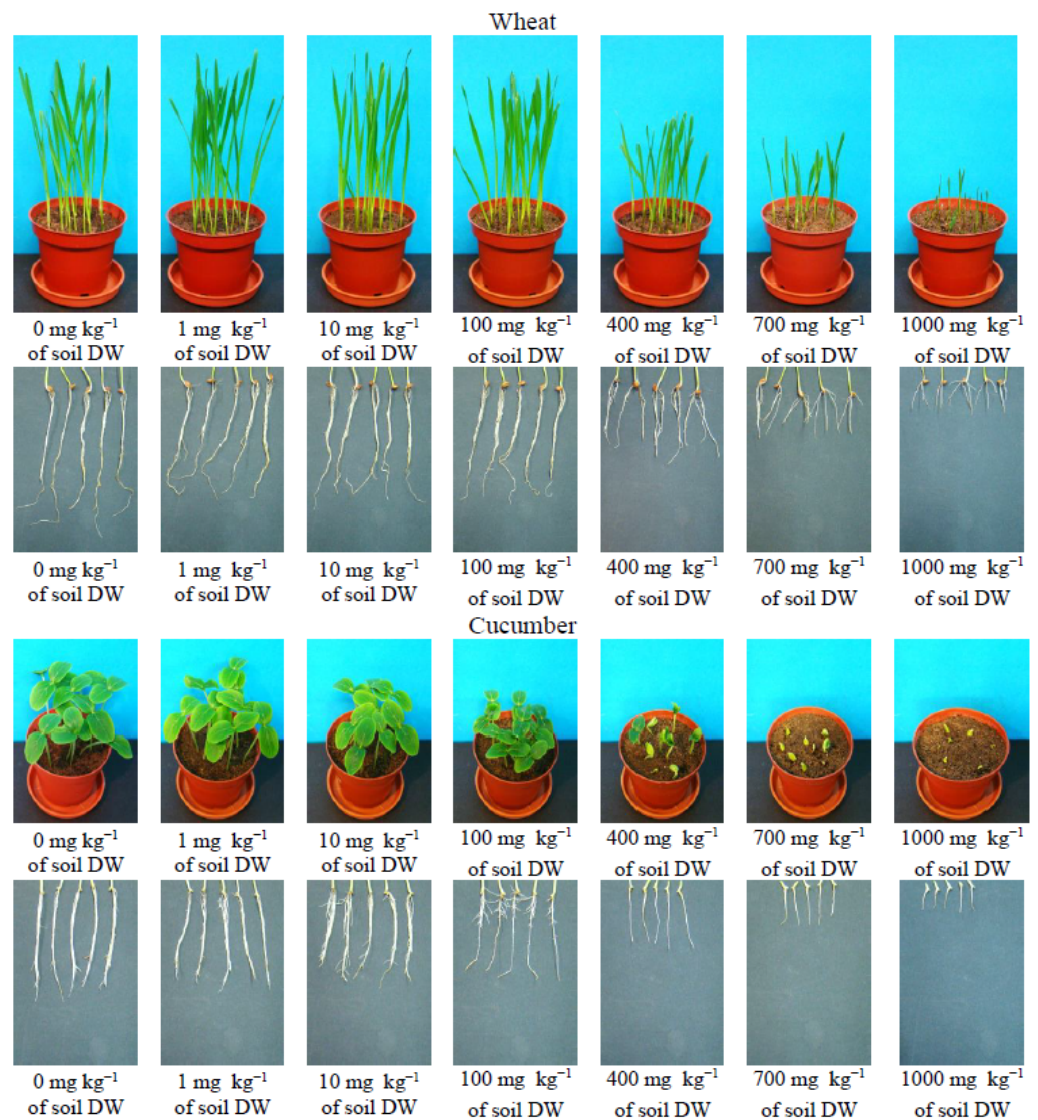 Wheat
0 mg kg⁻¹ 1 mg kg⁻¹ 10 mg kg⁻¹ 100 mg kg⁻¹ 400 mg kg⁻¹ 700 mg kg⁻¹ 1000 mg kg⁻¹
of soil DW of soil DW of soil DW of soil DW of soil DW of soil DW of soil DW
0 mg kg⁻¹ 1 mg kg⁻¹ 10 mg kg⁻¹ 100 mg kg⁻¹ 400 mg kg⁻¹ 700 mg kg⁻¹ 1000 mg kg⁻¹
of soil DW of soil DW of soil DW of soil DW of soil DW of soil DW of soil DW
Cucumber
0 mg kg⁻¹ 1 mg kg⁻¹ 10 mg kg⁻¹ 100 mg kg⁻¹ 400 mg kg⁻¹ 700 mg kg⁻¹ 1000 mg kg⁻¹
of soil DW of soil DW of soil DW of soil DW of soil DW of soil DW of soil DW
0 mg kg⁻¹ 1 mg kg⁻¹ 10 mg kg⁻¹ 100 mg kg⁻¹ 400 mg kg⁻¹ 700 mg kg⁻¹ 1000 mg kg⁻¹
of soil DW of soil DW of soil DW of soil DW of soil DW of soil DW of soil DW